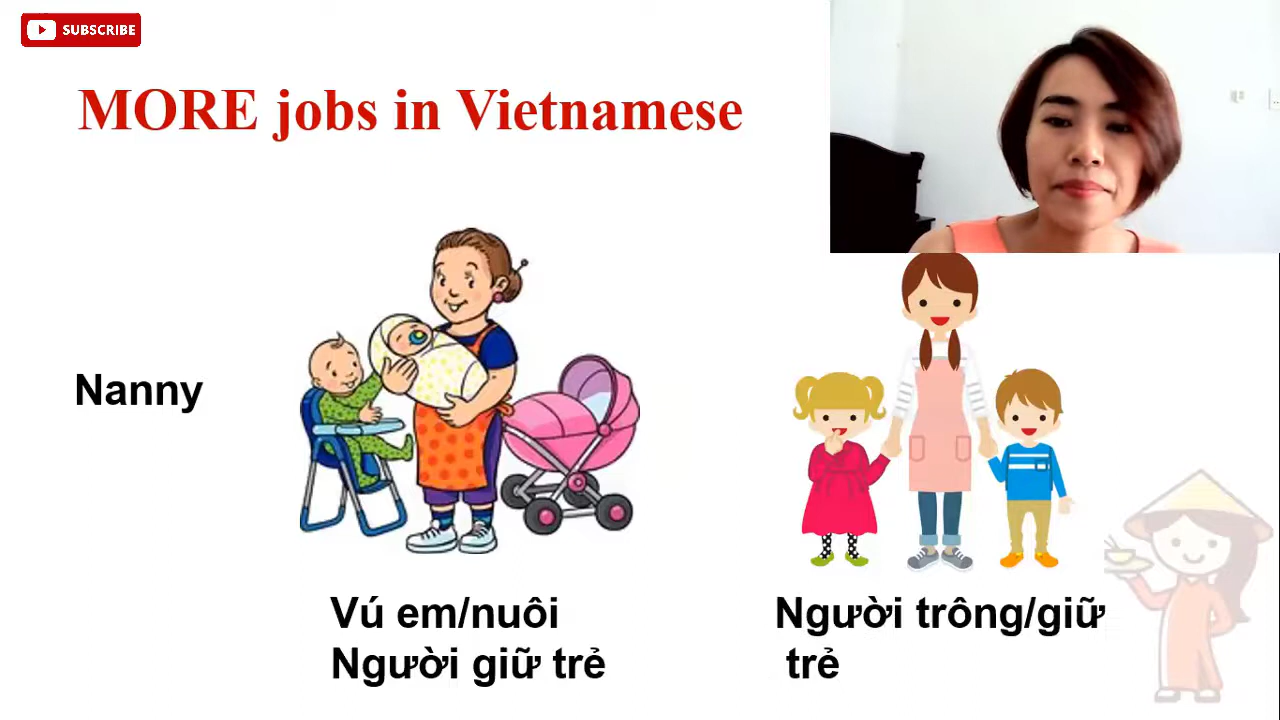 SUBSCRIBE
MORE jobs in Vietnamese
Nanny
Vú em/nuôi
Người giữ trẻ
Người trông/giữ
trẻ